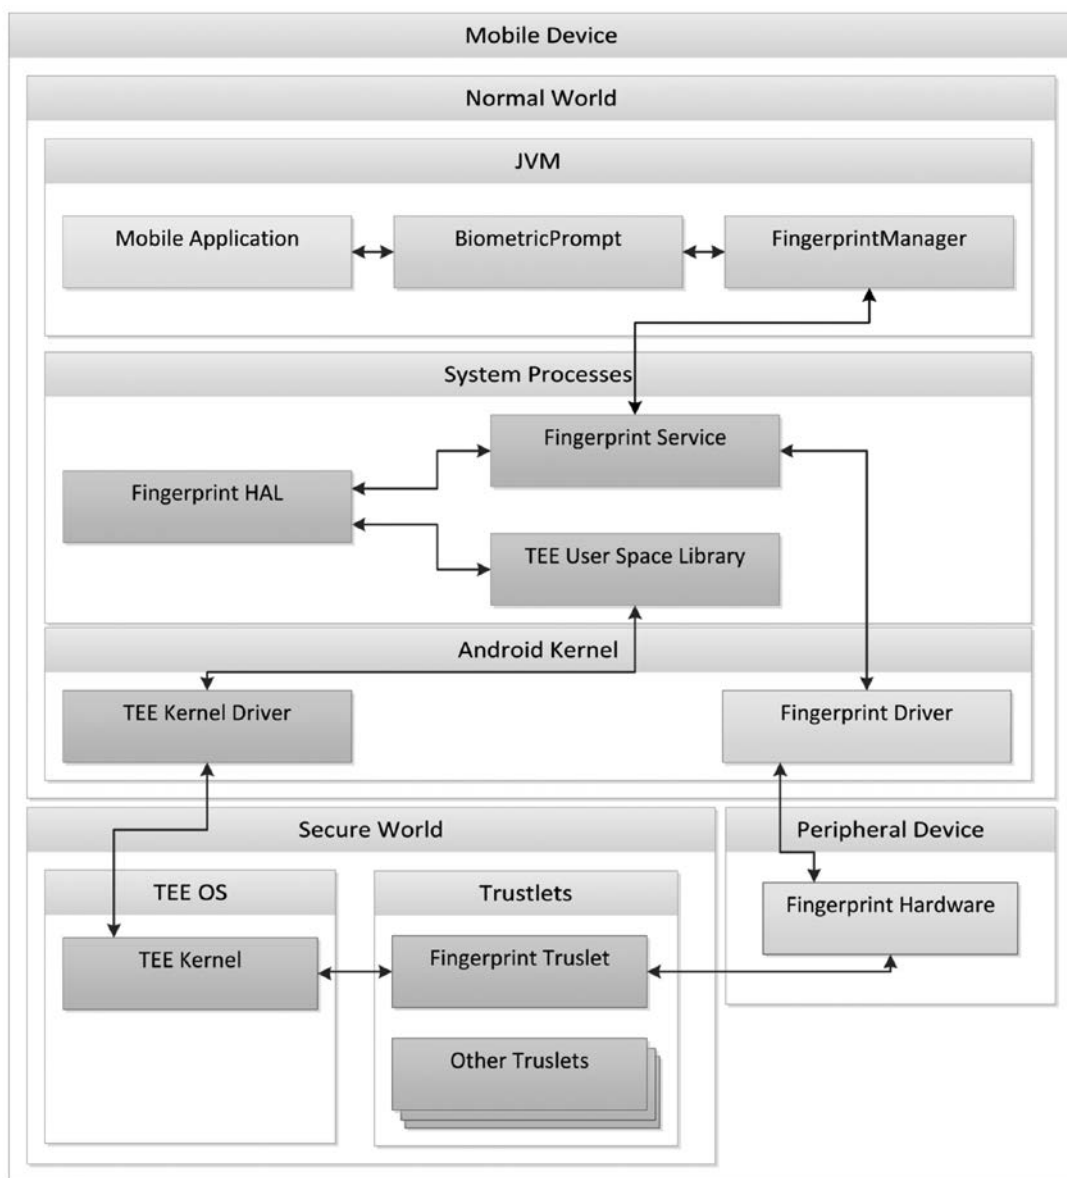 Mobile Device
Normal World
JVM
Mobile Application
BiometricPrompt
FingerprintManager
System Processes
Fingerprint Service
Fingerprint HAL
TEE User Space Library
Android Kernel
TEE Kernel Driver
Fingerprint Driver
Secure World
Peripheral Device
TEE OS
Trustlets
Fingerprint Hardware
TEE Kernel
Fingerprint Truslet
Other Truslets